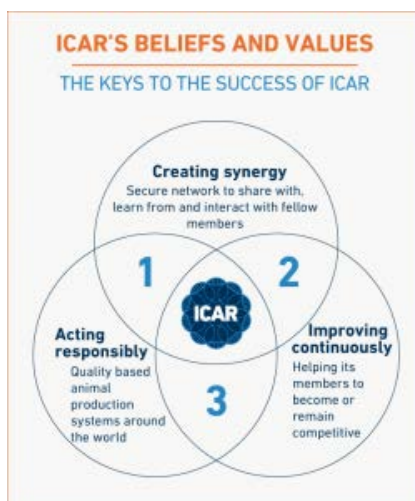 ICAR'S BELIEFS AND VALUES
THE KEYS TO THE SUCCESS OF ICAR
Creating synergy
Secure network to share with,
learn from and interact with fellow
members
1
2
ICAR
Acting
responsibly
Quality based
animal
production
systems around
the world
3
Improving
continuously
Helping its
members to
become or
remain
competitive